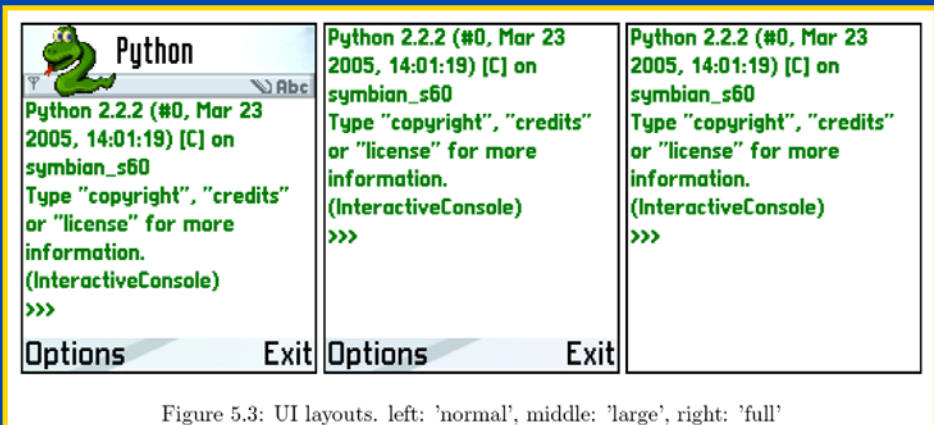 Python
Abc
Python 2.2.2 (#0, Mar 23
2005, 14:01:19) [C] on
symbian_s60
Type "copyright", "credits"
or "license" for more
information.
(InteractiveConsole)
>>>
Options Exit
Python 2.2.2 (#0, Mar 23
2005, 14:01:19) [C] on
symbian_s60
Type "copyright", "credits"
or "license" for more
information.
(InteractiveConsole)
>>>
Options Exit
Python 2.2.2 (#0, Mar 23
2005, 14:01:19) [C] on
symbian_s60
Type "copyright", "credits"
or "license" for more
information.
(InteractiveConsole)
>>>
Figure 5.3: UI layouts. left: ’normal’, middle: ’large’, right: ’full’